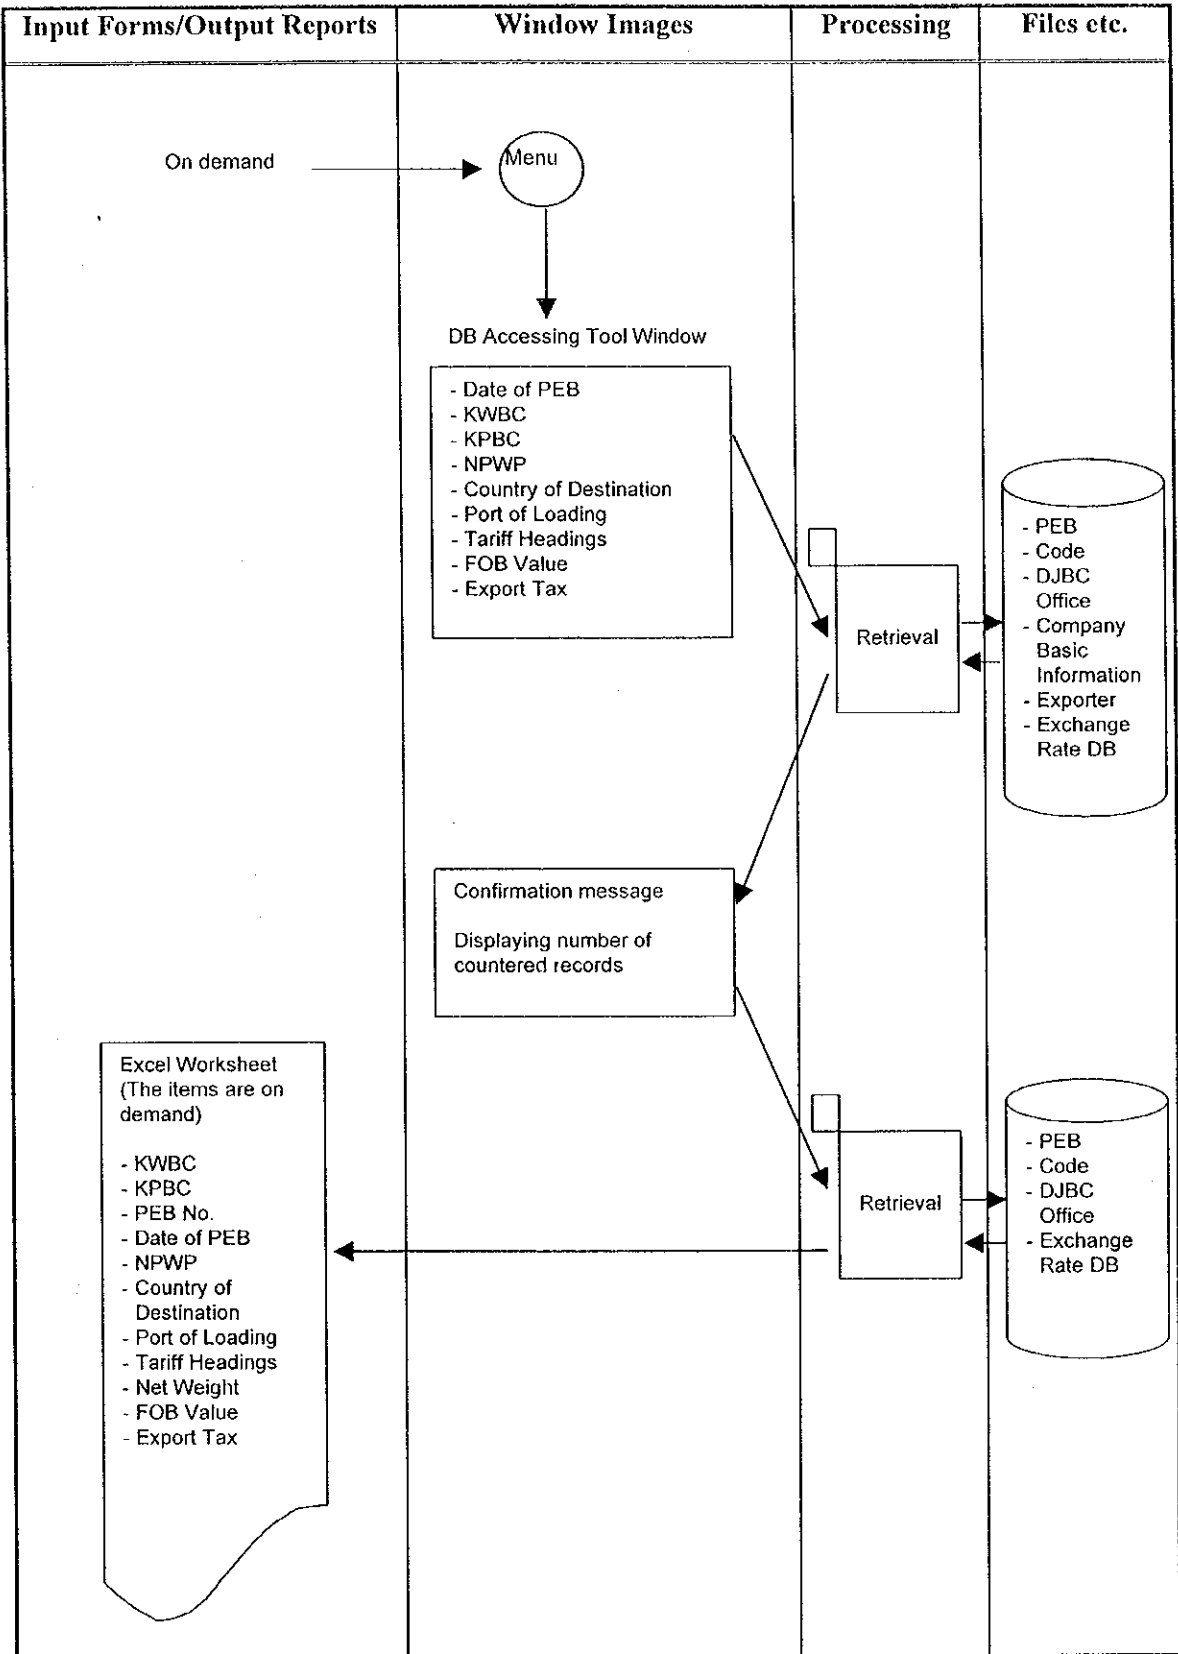 Input Forms/Output Reports
Window Images
Processing
Files etc.
On demand
Menu
DB Accessing Tool Window
- Date of PEB
- KWBC
- KPBC
- NPWP
- Country of Destination
- Port of Loading
- Tariff Headings
- FOB Value
- Export Tax
Retrieval
- PEB
- Code
- DJBC
Office
- Company
Basic
Information
- Exporter
- Exchange
Rate DB
Confirmation message
Displaying number of
countered records
Excel Worksheet
(The items are on
demand)
- KWBC
- KPBC
- PEB No.
- Date of PEB
- NPWP
- Country of
Destination
- Port of Loading
- Tariff Headings
- Net Weight
- FOB Value
- Export Tax
Retrieval
- PEB
- Code
- DJBC
Office
- Exchange
Rate DB